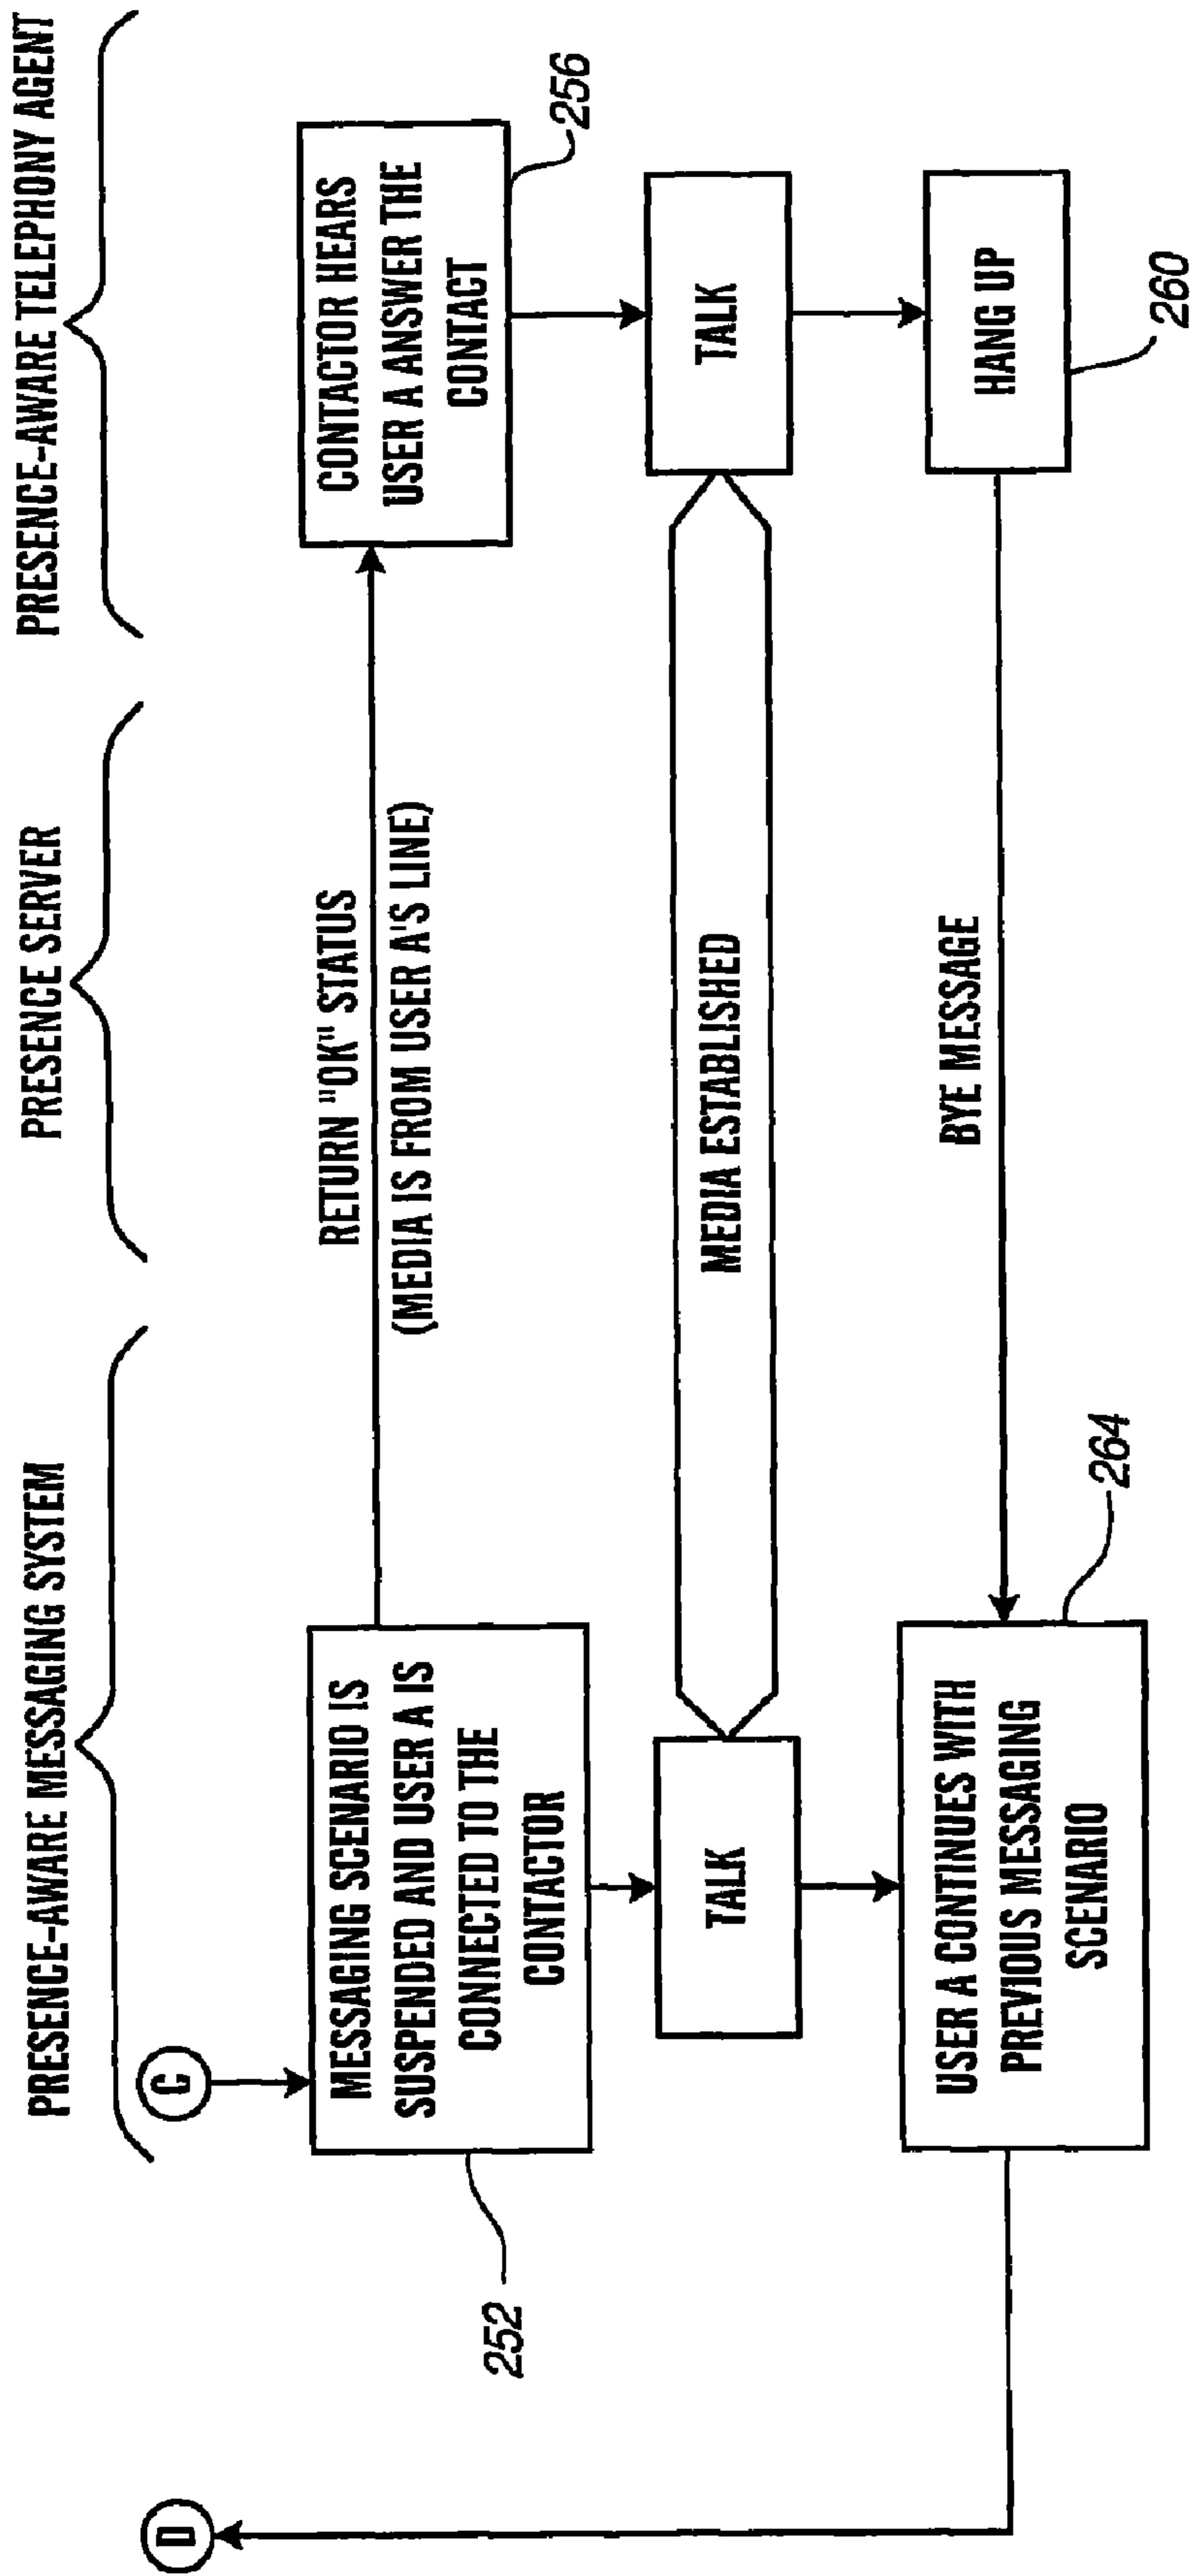 PRESENCE-AWARE MESSAGING SYSTEM
PRESENCE SERVER
PRESENCE-AWARE TELEPHONY AGENT
D
C
MESSAGING SCENARIO IS
SUSPENDED AND USER A IS
CONNECTED TO THE
CONTACTOR
252
RETURN "OK" STATUS
(MEDIA IS FROM USER A'S LINE)
CONTACTOR HEARS
USER A ANSWER THE
CONTACT
256
TALK
MEDIA ESTABLISHED
TALK
USER A CONTINUES WITH
PREVIOUS MESSAGING
SCENARIO
264
BYE MESSAGE
HANG UP
260